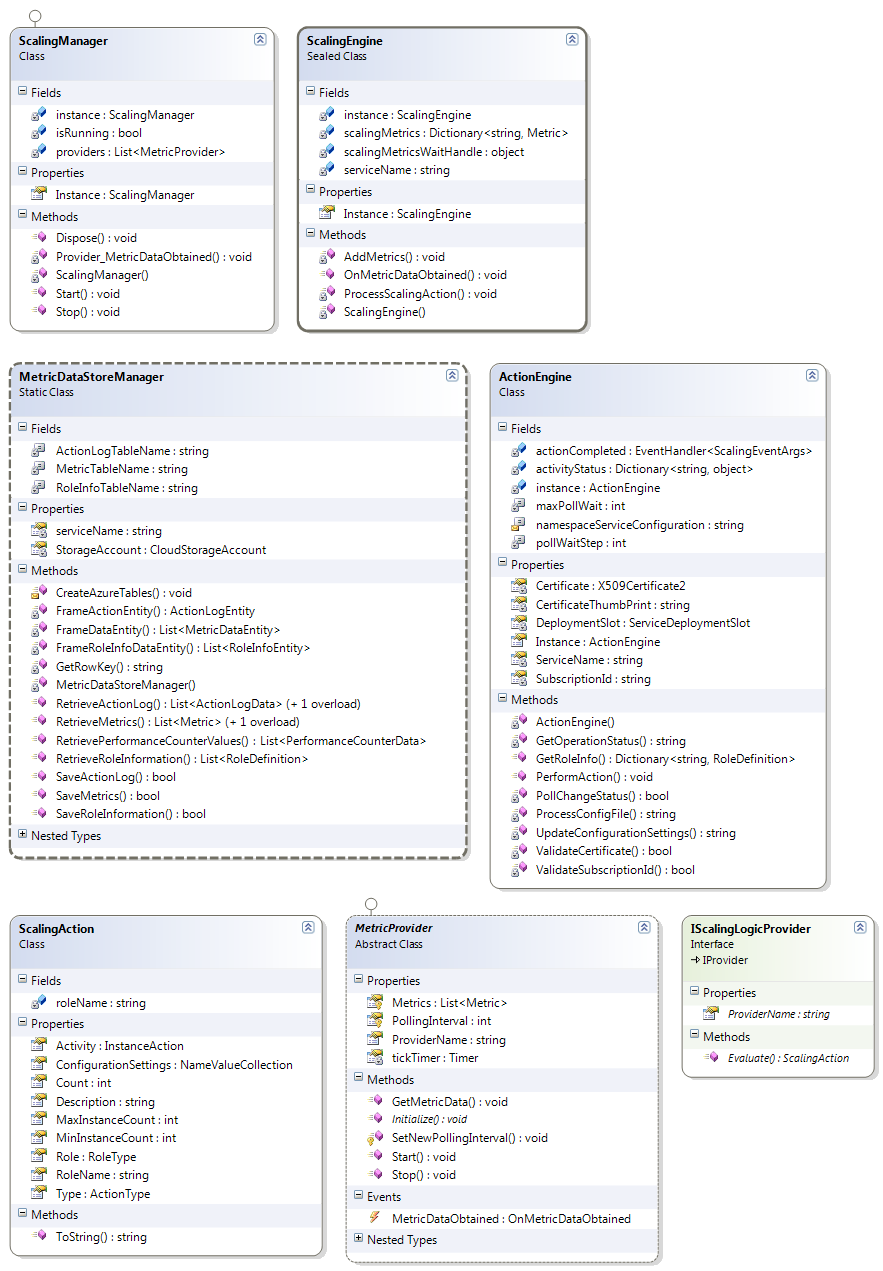 ScalingManager
Class
Fields
instance : ScalingManager
isRunning : bool
providers : List<MetricProvider>
Properties
Instance : ScalingManager
Methods
Dispose() : void
Provider_MetricDataObtained() : void
ScalingManager()
Start() : void
Stop() : void
ScalingEngine
Sealed Class
Fields
instance : ScalingEngine
scalingMetrics : Dictionary<string, Metric>
scalingMetricsWaitHandle : object
serviceName : string
Properties
Instance : ScalingEngine
Methods
AddMetrics() : void
OnMetricDataObtained() : void
ProcessScalingAction() : void
ScalingEngine()
MetricDataStoreManager
Static Class
Fields
ActionLogTableName : string
MetricTableName : string
RoleInfoTableName : string
Properties
serviceName : string
StorageAccount : CloudStorageAccount
Methods
CreateAzureTables() : void
FrameActionEntity() : ActionLogEntity
FrameDataEntity() : List<MetricDataEntity>
FrameRoleInfoDataEntity() : List<RoleInfoEntity>
GetRowKey() : string
MetricDataStoreManager()
RetrieveActionLog() : List<ActionLogData> (+ 1 overload)
RetrieveMetrics() : List<Metric> (+ 1 overload)
RetrievePerformanceCounterValues() : List<PerformanceCounterData>
RetrieveRoleInformation() : List<RoleDefinition>
SaveActionLog() : bool
SaveMetrics() : bool
SaveRoleInformation() : bool
Nested Types
ActionEngine
Class
Fields
actionCompleted : EventHandler<ScalingEventArgs>
activityStatus : Dictionary<string, object>
instance : ActionEngine
maxPollWait : int
namespaceServiceConfiguration : string
pollWaitStep : int
Properties
Certificate : X509Certificate2
CertificateThumbPrint : string
DeploymentSlot : ServiceDeploymentSlot
Instance : ActionEngine
ServiceName : string
SubscriptionId : string
Methods
ActionEngine()
GetOperationStatus() : string
GetRoleInfo() : Dictionary<string, RoleDefinition>
PerformAction() : void
PollChangeStatus() : bool
ProcessConfigFile() : string
UpdateConfigurationSettings() : string
ValidateCertificate() : bool
ValidateSubscriptionId() : bool
ScalingAction
Class
Fields
roleName : string
Properties
Activity : InstanceAction
ConfigurationSettings : NameValueCollection
Count : int
Description : string
MaxInstanceCount : int
MinInstanceCount : int
Role : RoleType
RoleName : string
Type : ActionType
Methods
ToString() : string
MetricProvider
Abstract Class
Properties
Metrics : List<Metric>
PollingInterval : int
ProviderName : string
tickTimer : Timer
Methods
GetMetricData() : void
Initialize() : void
SetNewPollingInterval() : void
Start() : void
Stop() : void
Events
MetricDataObtained : OnMetricDataObtained
Nested Types
IScalingLogicProvider
Interface
IProvider
Properties
ProviderName : string
Methods
Evaluate() : ScalingAction